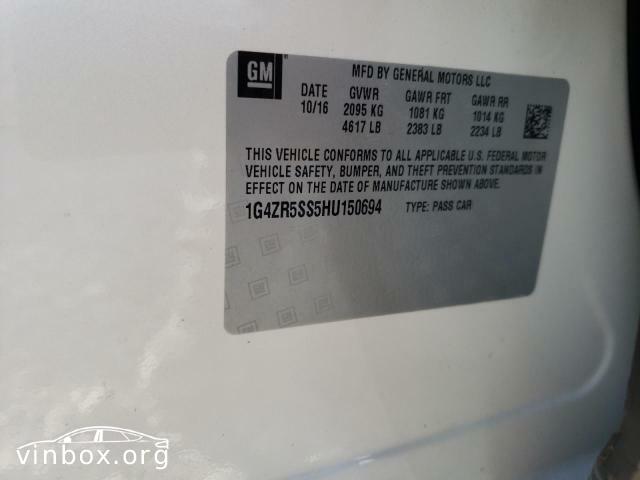 GM
MFD BY GENERAL MOTORS LLC
DATE GVWR GAWR FRT GAWR RR
10/16 2095 KG 1081 KG 1014 KG
4617 LB 2383 LB 2234 LB
THIS VEHICLE CONFORMS TO ALL APPLICABLE U.S. FEDERAL MOTOR
VEHICLE SAFETY, BUMPER, AND THEFT PREVENTION STANDARDS IN
EFFECT ON THE DATE OF MANUFACTURE SHOWN ABOVE.
1G4ZR5SS5HU150694 TYPE: PASS CAR
vinbox.org